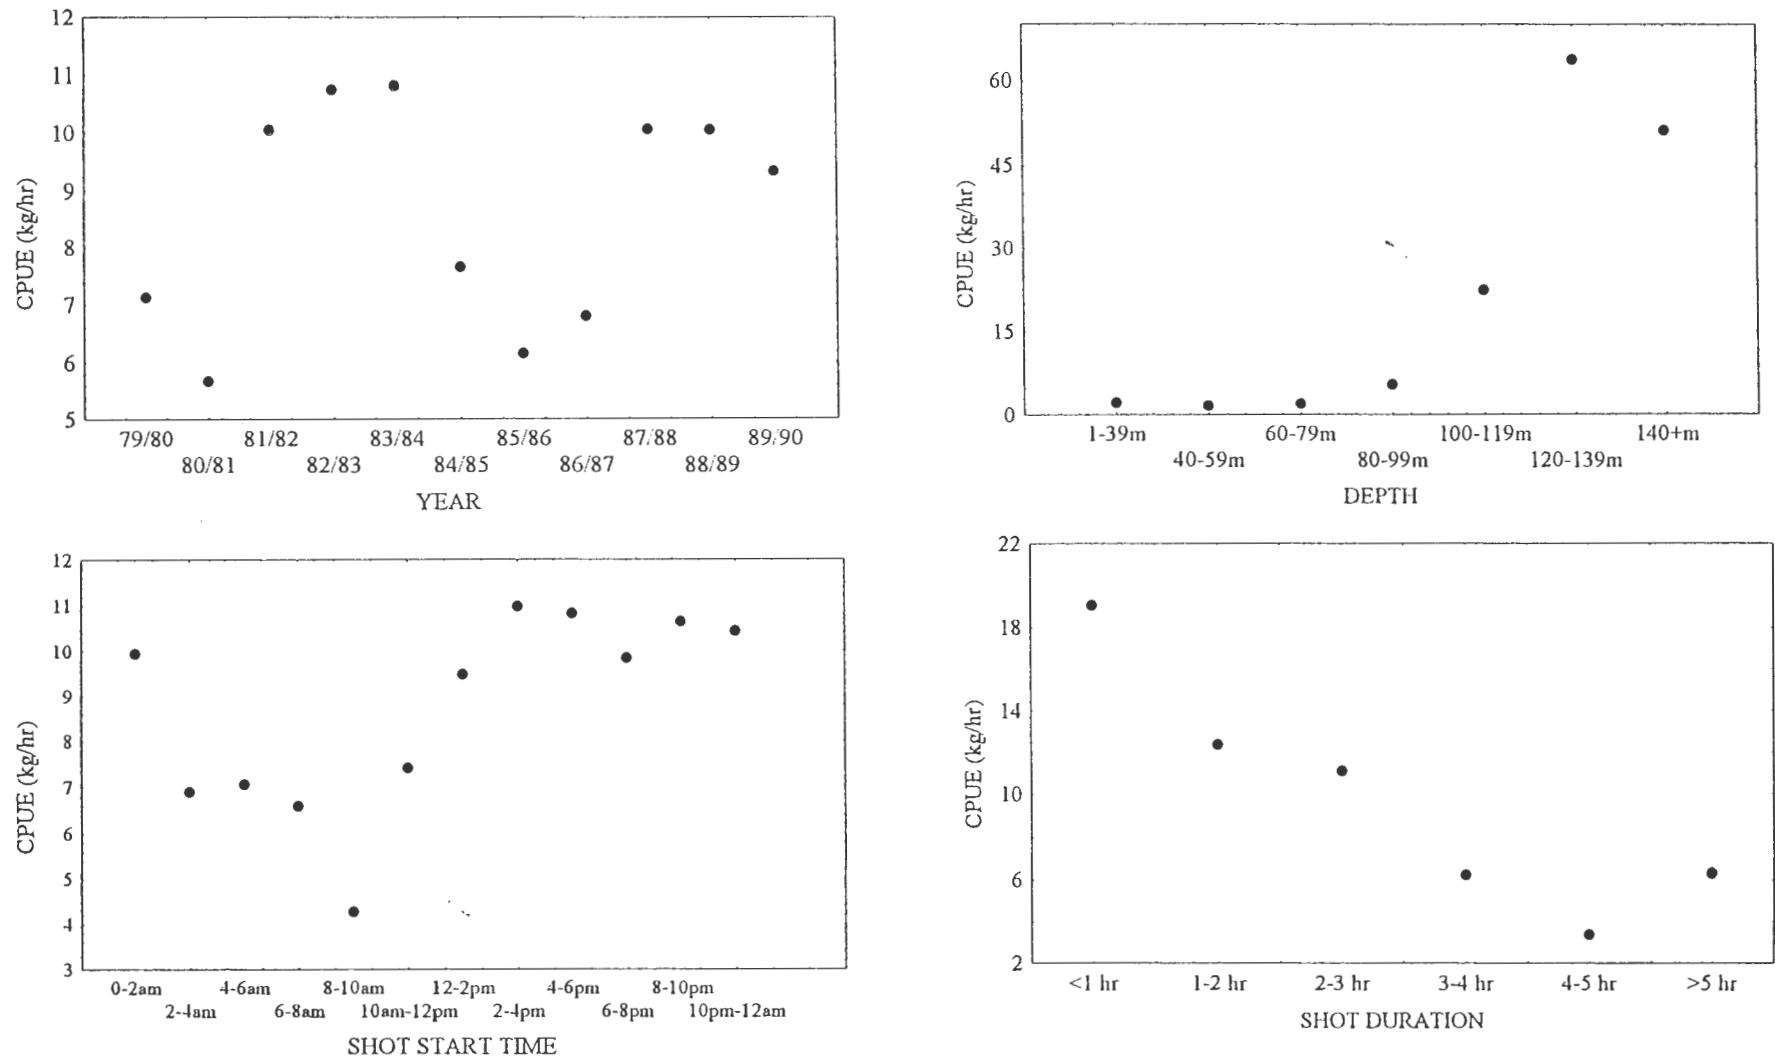 12
11
10
9
8
7
6
5
CPUE (kg/hr)
79/80 81/82 83/84 85/86 87/88 89/90
80/81 82/83 84/85 86/87 88/89
YEAR
60
45
30
15
0
CPUE (kg/hr)
1-39m 60-79m 100-119m 140+m
40-59m 80-99m 120-139m
DEPTH
12
11
10
9
8
7
6
5
4
3
CPUE (kg/hr)
0-2am 4-6am 8-10am 12-2pm 4-6pm 8-10pm
2-4am 6-8am 10am-12pm 2-4pm 6-8pm 10pm-12am
SHOT START TIME
22
18
14
10
6
2
CPUE (kg/hr)
<1 hr 1-2 hr 2-3 hr 3-4 hr 4-5 hr >5 hr
SHOT DURATION